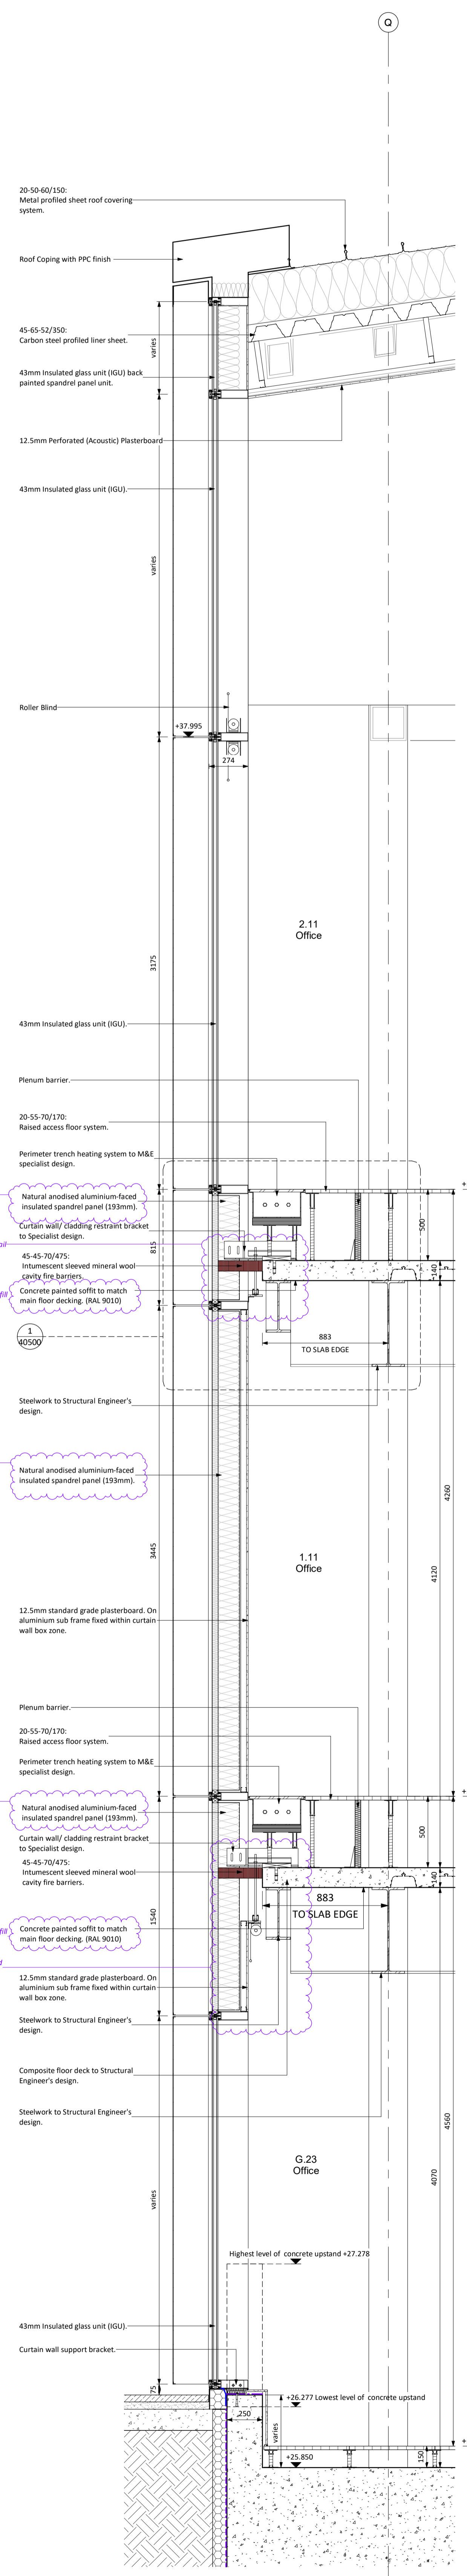 Q
20-50-60/150:
Metal profiled sheet roof covering
system.
Roof Coping with PPC finish
45-65-52/350:
Carbon steel profiled liner sheet.
varies
43mm Insulated glass unit (IGU) back
painted spandrel panel unit.
12.5mm Perforated (Acoustic) Plasterboard
43mm Insulated glass unit (IGU).
varies
Roller Blind
+37.995
274
2.11
Office
3175
43mm Insulated glass unit (IGU).
Plenum barrier.
20-55-70/170:
Raised access floor system.
Perimeter trench heating system to M&E
specialist design.
Natural anodised aluminium-faced
insulated spandrel panel (193mm).
Curtain wall/ cladding restraint bracket
to Specialist design.
45-45-70/475:
Intumescent sleeved mineral wool
cavity fire barriers.
Concrete painted soffit to match
main floor decking. (RAL 9010)
815
500
140
1
40500
883
TO SLAB EDGE
Steelwork to Structural Engineer's
design.
Natural anodised aluminium-faced
insulated spandrel panel (193mm).
3445
4260
4120
1.11
Office
12.5mm standard grade plasterboard. On
aluminium sub frame fixed within curtain
wall box zone.
Plenum barrier.
20-55-70/170:
Raised access floor system.
Perimeter trench heating system to M&E
specialist design.
Natural anodised aluminium-faced
insulated spandrel panel (193mm).
Curtain wall/ cladding restraint bracket
to Specialist design.
45-45-70/475:
Intumescent sleeved mineral wool
cavity fire barriers.
500
140
883
TO SLAB EDGE
1540
Concrete painted soffit to match
main floor decking. (RAL 9010)
12.5mm standard grade plasterboard. On
aluminium sub frame fixed within curtain
wall box zone.
Steelwork to Structural Engineer's
design.
Composite floor deck to Structural
Engineer's design.
Steelwork to Structural Engineer's
design.
4560
4070
G.23
Office
varies
Highest level of concrete upstand +27.278
43mm Insulated glass unit (IGU).
Curtain wall support bracket.
75
+26.277 Lowest level of concrete upstand
250
varies
+25.850
150